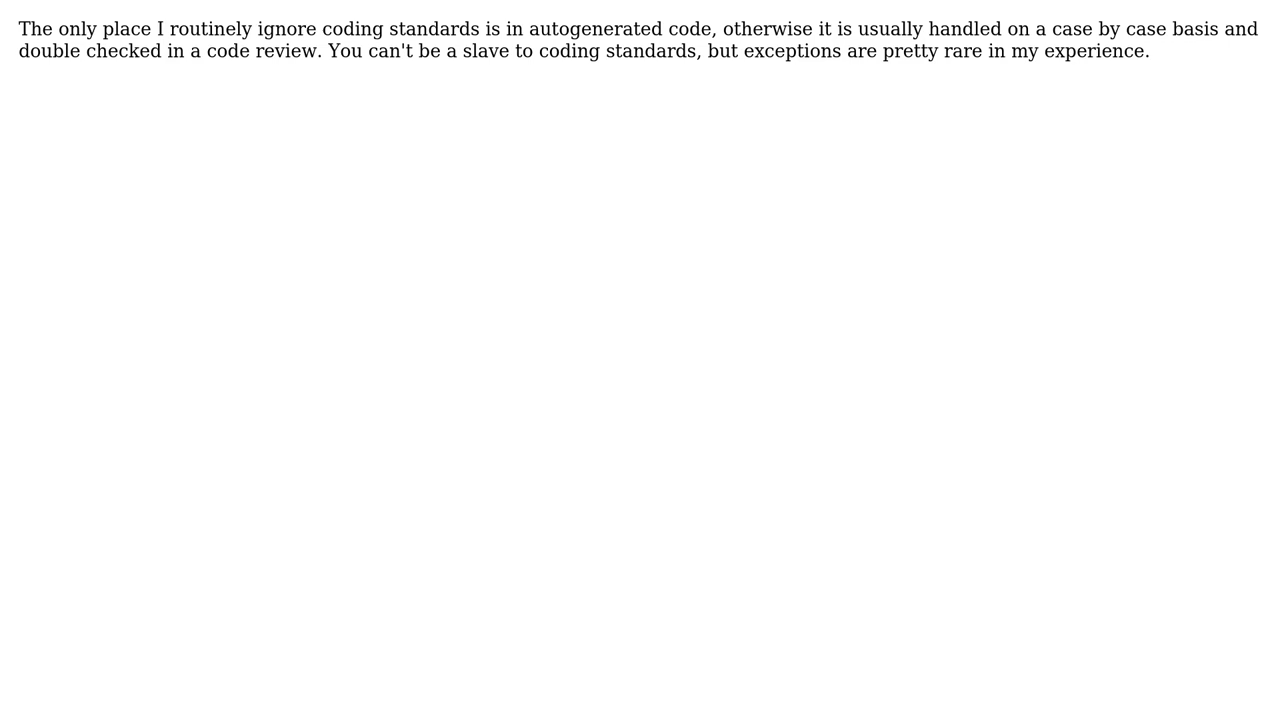 The only place I routinely ignore coding standards is in autogenerated code, otherwise it is usually handled on a case by case basis and
double checked in a code review. You can't be a slave to coding standards, but exceptions are pretty rare in my experience.